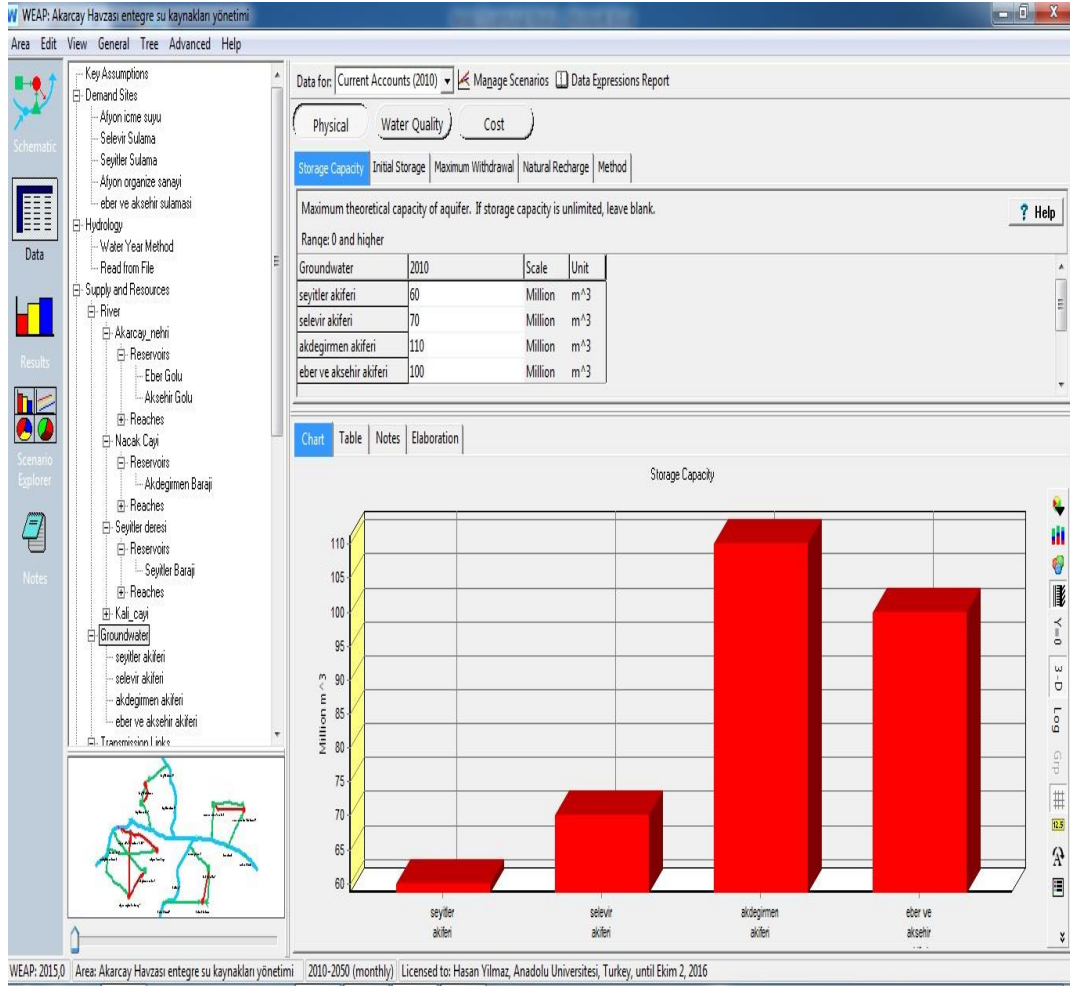 WEAP: Akarcay Havzası entegre su kaynakları yönetimi
Area Edit View General Tree Advanced Help
Schematic
Data
Results
Scenario
Explorer
Notes
Key Assumptions
Demand Sites
Afyon icme suyu
Selevir Sulama
Seyitler Sulama
Afyon organize sanayi
eber ve aksehir sulamasi
Hydrology
Water Year Method
Read from File
Supply and Resources
River
Akarcay_nehri
Reservoirs
Eber Golu
Aksehir Golu
Reaches
Nacak Cayi
Reservoirs
Akdegirmen Baraji
Reaches
Seyitler deresi
Reservoirs
Seyitler Baraji
Reaches
Kali_cayi
Groundwater
seyitler akiferi
selevir akiferi
akdegirmen akiferi
eber ve aksehir akiferi
Transmission Links
Data for: Current Accounts (2010) Manage Scenarios Data Expressions Report
Physical Water Quality Cost
Storage Capacity Initial Storage Maximum Withdrawal Natural Recharge Method
Maximum theoretical capacity of aquifer. If storage capacity is unlimited, leave blank.
? Help
Range: 0 and higher
Groundwater 2010 Scale Unit
seyitler akiferi 60 Million m^3
selevir akiferi 70 Million m^3
akdegirmen akiferi 110 Million m^3
eber ve aksehir akiferi 100 Million m^3
Chart Table Notes Elaboration
Storage Capacity
Million m^3
110
105
100
95
90
85
80
75
70
65
60
seyitler akiferi
selevir akiferi
akdegirmen akiferi
eber ve aksehir
Y=0
3-D
Log
Grp
12.5
WEAP: 2015,0 Area: Akarcay Havzası entegre su kaynakları yönetimi 2010-2050 (monthly) Licensed to: Hasan Yilmaz, Anadolu Universitesi, Turkey, until Ekim 2, 2016